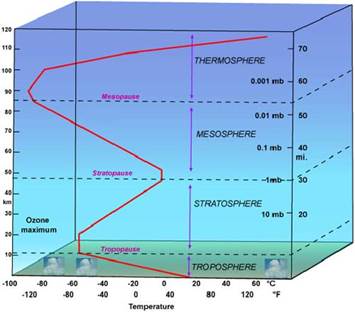 120
110
100
90
80
70
60
50
40
km
30
20
10
0
70
60
50
40
mi.
30
20
10
THERMOSPHERE
0.001 mb
Mesopause
0.01 mb
MESOSPHERE
0.1 mb
Stratopause
1mb
STRATOSPHERE
10 mb
Ozone
maximum
Tropopause
TROPOSPHERE
-100 -80 -60 -40 -20 0 20 40 60 °C
-120 -80 -40 0 40 80 120 °F
Temperature